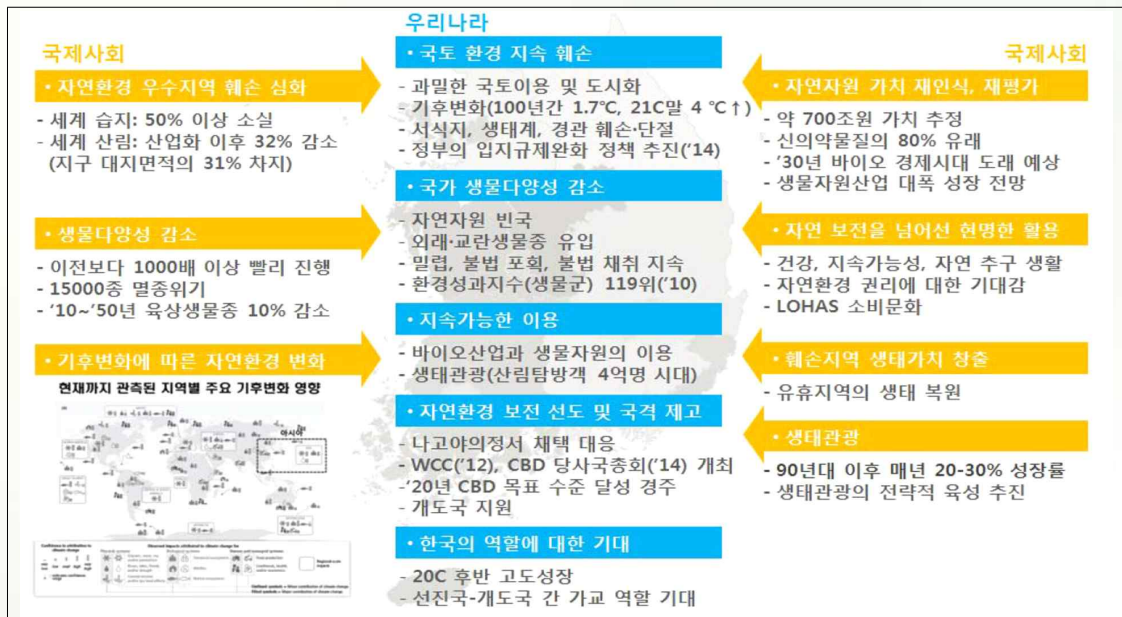 국제사회
• 자연환경 우수지역 훼손 심화
- 세계 습지: 50% 이상 소실
- 세계 산림: 산업화 이후 32% 감소
(지구 대지면적의 31% 차지)
• 생물다양성 감소
- 이전보다 1000배 이상 빨리 진행
- 15000종 멸종위기
- '10~'50년 육상생물종 10% 감소
• 기후변화에 따른 자연환경 변화
현재까지 관측된 지역별 주요 기후변화 영향
아시아
우리나라
• 국토 환경 지속 훼손
- 과밀한 국토이용 및 도시화
- 기후변화(100년간 1.7℃, 21C말 4 ℃↑)
- 서식지, 생태계, 경관 훼손·단절
- 정부의 입지규제완화 정책 추진('14)
• 국가 생물다양성 감소
- 자연자원 빈국
- 외래·교란생물종 유입
- 밀렵, 불법 포획, 불법 채취 지속
- 환경성과지수(생물군) 119위('10)
• 지속가능한 이용
- 바이오산업과 생물자원의 이용
- 생태관광(산림탐방객 4억명 시대)
• 자연환경 보전 선도 및 국격 제고
- 나고야의정서 채택 대응
- WCC('12), CBD 당사국총회('14) 개최
-'20년 CBD 목표 수준 달성 경주
- 개도국 지원
• 한국의 역할에 대한 기대
- 20C 후반 고도성장
- 선진국-개도국 간 가교 역할 기대
국제사회
• 자연자원 가치 재인식, 재평가
- 약 700조원 가치 추정
- 신의약물질의 80% 유래
- '30년 바이오 경제시대 도래 예상
- 생물자원산업 대폭 성장 전망
• 자연 보전을 넘어선 현명한 활용
- 건강, 지속가능성, 자연 추구 생활
- 자연환경 권리에 대한 기대감
- LOHAS 소비문화
• 훼손지역 생태가치 창출
- 유휴지역의 생태 복원
• 생태관광
- 90년대 이후 매년 20-30% 성장률
- 생태관광의 전략적 육성 추진